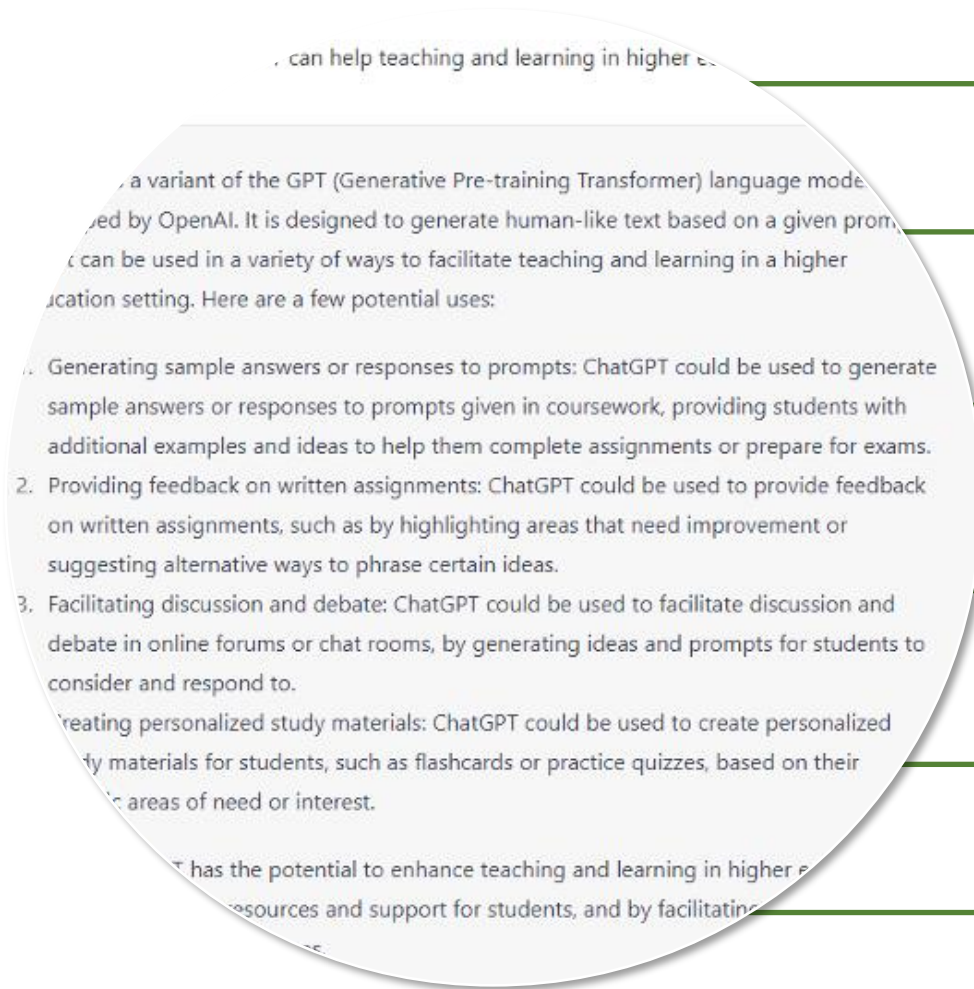 can help teaching and learning in higher
a variant of the GPT (Generative Pre-training Transformer) language
by OpenAI. It is designed to generate human-like text based on a given
can be used in a variety of ways to facilitate teaching and learning in a higher
setting. Here are a few potential uses:
Generating sample answers or responses to prompts: ChatGPT could be used to generate
sample answers or responses to prompts given in coursework, providing students with
additional examples and ideas to help them complete assignments or prepare for exams.
2. Providing feedback on written assignments: ChatGPT could be used to provide feedback
on written assignments, such as by highlighting areas that need improvement or
suggesting alternative ways to phrase certain ideas.
3. Facilitating discussion and debate: ChatGPT could be used to facilitate discussion and
debate in online forums or chat rooms, by generating ideas and prompts for students to
consider and respond to.
reating personalized study materials: ChatGPT could be used to create personalized
materials for students, such as flashcards or practice quizzes, based on their
areas of need or interest.
has the potential to enhance teaching and learning in higher
resources and support for students, and by facilitating